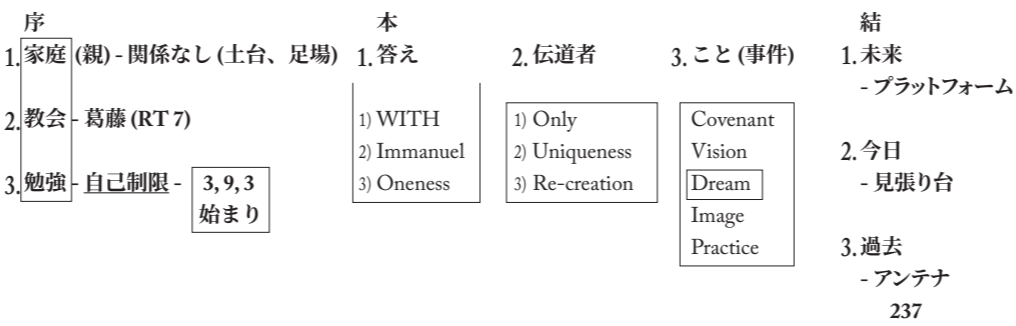 序
1. 家庭 (親) - 関係なし (土台、足場)
2. 教会 - 葛藤 (RT 7)
3. 勉強 - 自己制限 - 3, 9, 3
始まり
本
1. 答え
1) WITH
2) Immanuel
3) Oneness
2. 伝道者
1) Only
2) Uniqueness
3) Re-creation
3. こと (事件)
Covenant
Vision
Dream
Image
Practice
結
1. 未来
- プラットフォーム
2. 今日
- 見張り台
3. 過去
- アンテナ
237